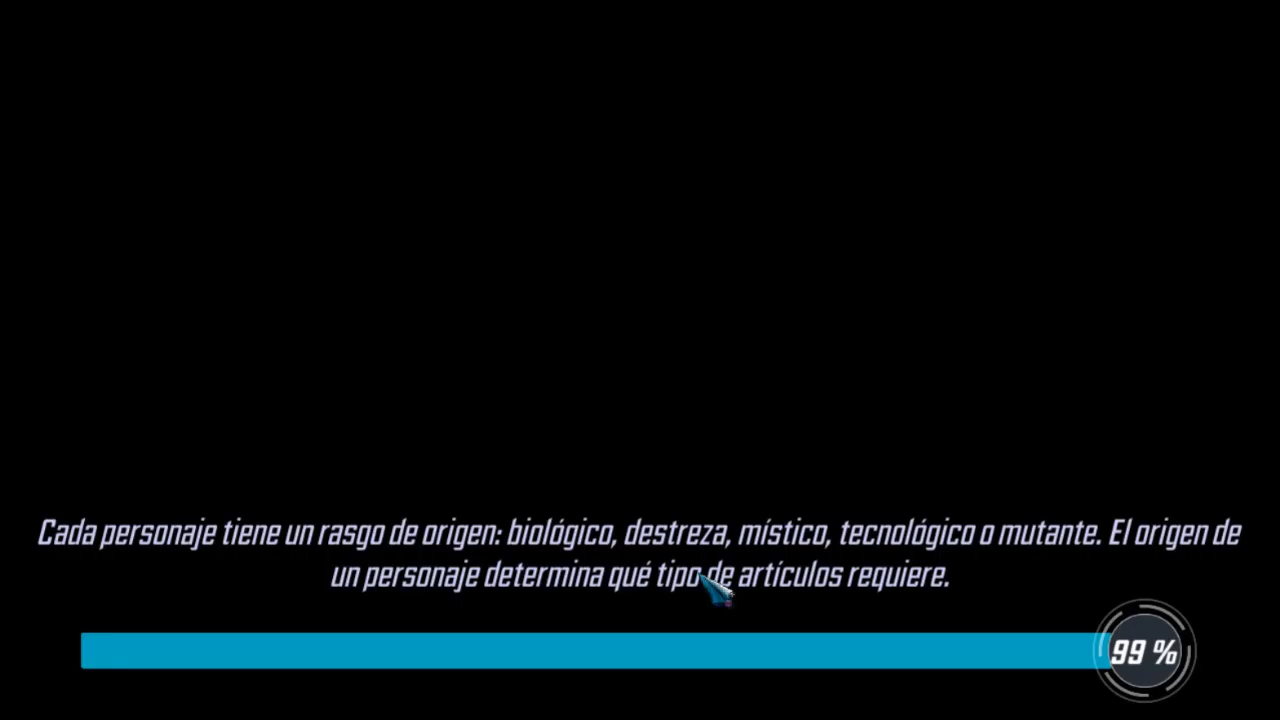 Cada personaje tiene un rasgo de origen: biológico, destreza, místico, tecnológico o mutante. El origen de
un personaje determina qué tipo de artículos requiere.
99 %